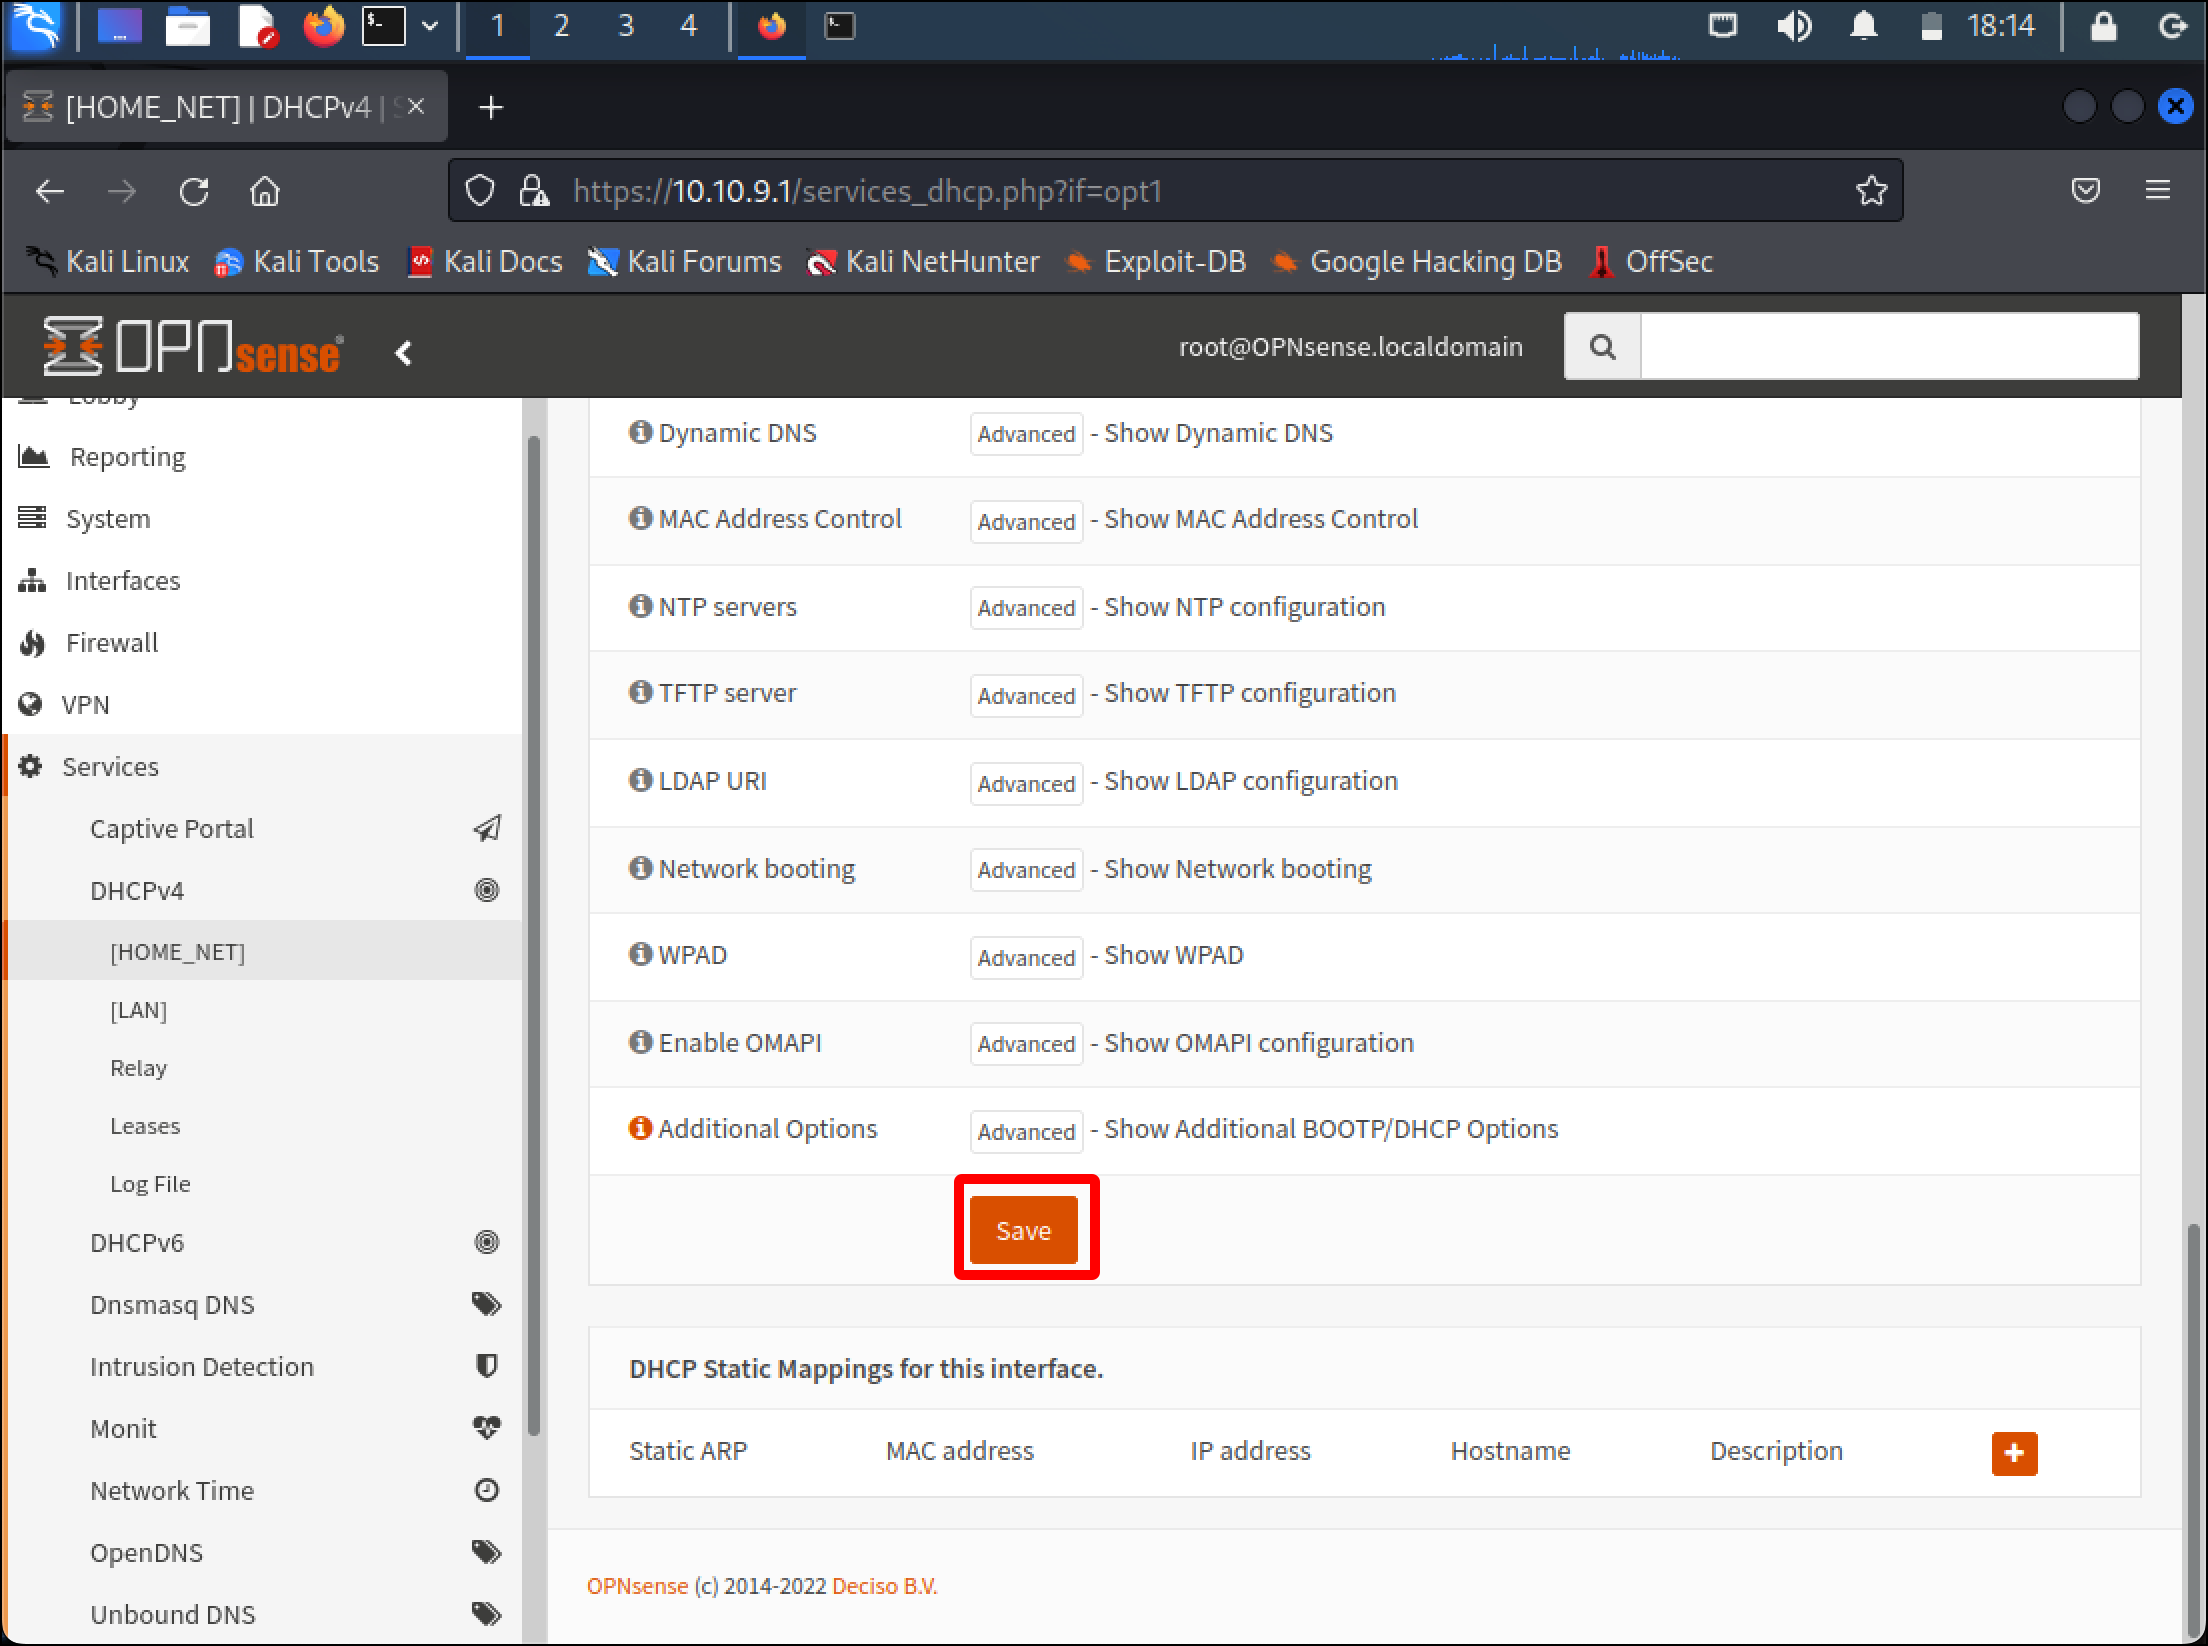 1 2 3 4 18:14
[HOME_NET] | DHCPv4 | S
https://10.10.9.1/services_dhcp.php?if=opt1
Kali Linux Kali Tools Kali Docs Kali Forums Kali NetHunter Exploit-DB Google Hacking DB OffSec
OPNsense root@OPNsense.localdomain
Lobby
Reporting
System
Interfaces
Firewall
VPN
Services
Captive Portal
DHCPv4
[HOME_NET]
[LAN]
Relay
Leases
Log File
DHCPv6
Dnsmasq DNS
Intrusion Detection
Monit
Network Time
OpenDNS
Unbound DNS
Dynamic DNS Advanced - Show Dynamic DNS
MAC Address Control Advanced - Show MAC Address Control
NTP servers Advanced - Show NTP configuration
TFTP server Advanced - Show TFTP configuration
LDAP URI Advanced - Show LDAP configuration
Network booting Advanced - Show Network booting
WPAD Advanced - Show WPAD
Enable OMAPI Advanced - Show OMAPI configuration
Additional Options Advanced - Show Additional BOOTP/DHCP Options
Save
DHCP Static Mappings for this interface.
Static ARP MAC address IP address Hostname Description
OPNsense (c) 2014-2022 Deciso B.V.